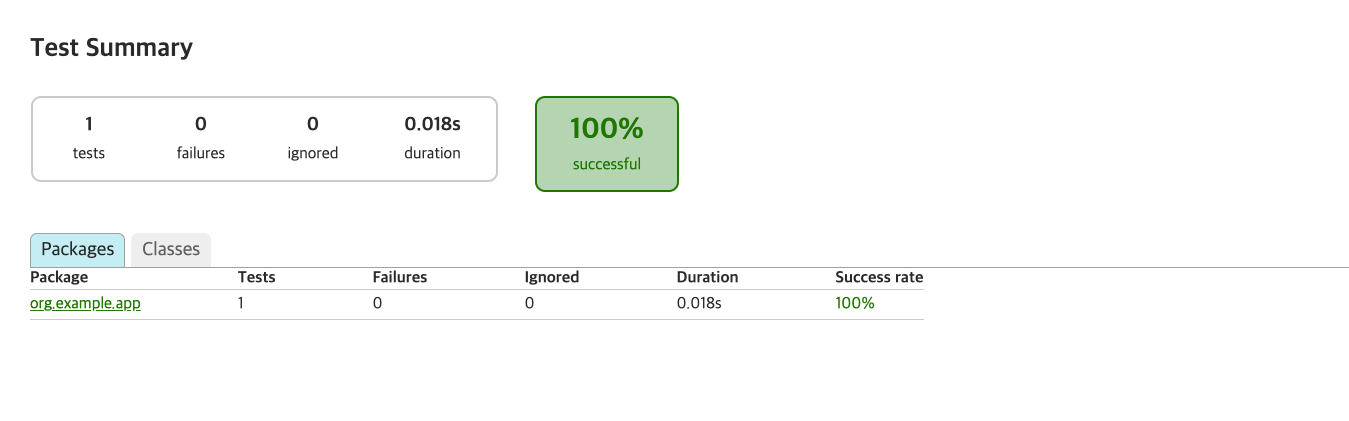 Test Summary
1 0 0 0.018s
tests failures ignored duration
100%
successful
Packages Classes
Package Tests Failures Ignored Duration Success rate
org.example.app 1 0 0 0.018s 100%